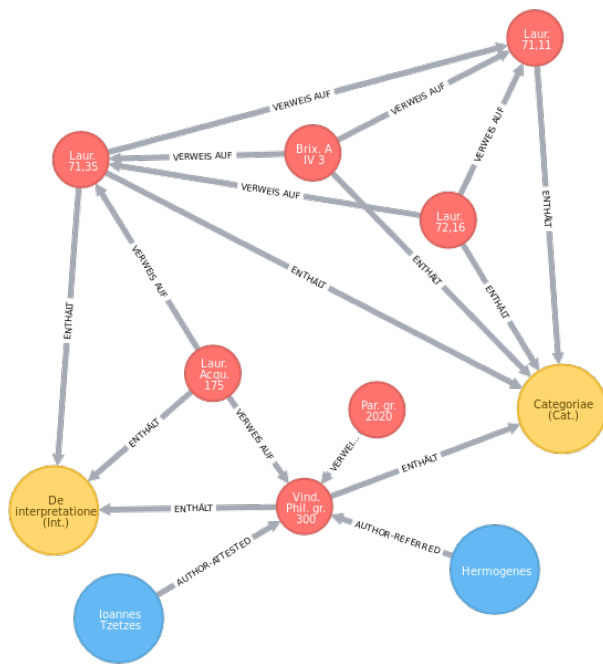 Laur.
71,11
VERWEIS AUF
VERWEIS AUF
Laur.
71,35
VERWEIS AUF
Brix. A
IV 3
VERWEIS AUF
VERWEIS AUF
Laur.
72,16
ENTHÄLT
ENTHÄLT
ENTHÄLT
ENTHÄLT
ENTHÄLT
VERWEIS AUF
Laur.
Acqu.
175
Par. gr.
2020
Categoriae
(Cat.)
ENTHÄLT
VERWEIS AUF
VERWEI...
ENTHÄLT
De
interpretatione
(Int.)
ENTHÄLT
Vind.
Phil. gr.
300
AUTHOR-ATTESTED
AUTHOR-REFERRED
Hermogenes
Ioannes
Tzetzes